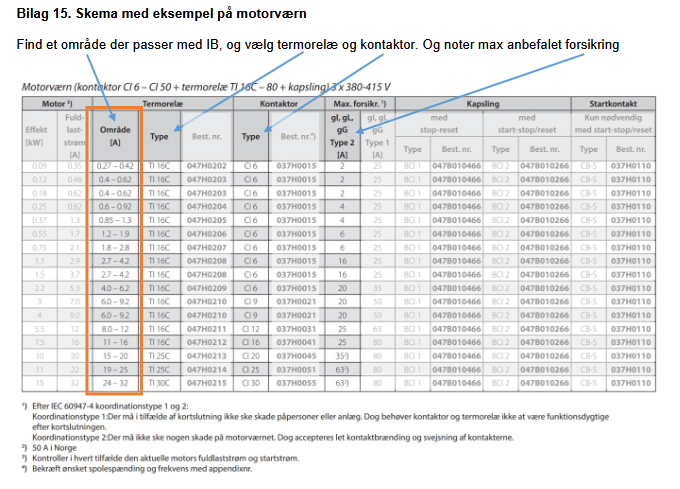 Bilag 15. Skema med eksempel på motorværn
Find et område der passer med IB, og vælg termorelæ og kontaktor. Og noter max anbefalet forsikring
Motorværn (kontaktor CI 6 – CI 50 + termorelæ TI 16C – 80 + kapsling) 3 x 380-415 V
Motor ³) Termorelæ Kontaktor Max. forsikr. ¹) Kapsling Startkontakt
Effekt [kW] Fuld-last-strøm [A] Område [A] Type Best. nr. Type Best. nr.⁴) gl, gL, gG Type 2 [A] gl, gL, gG Type 1 [A] med stop-reset med start-stop/reset Kun nødvendig med start-stop/reset
Type Best. nr. Type Best. nr. Type Best. nr.
0.09 0.35 0.27 – 0.42 TI 16C 047H0202 CI 6 037H0015 2 25 BCI 1 047B010466 BCI 2 047B010266 CB-S 037H0110
0.12 0.46 0.4 – 0.62 TI 16C 047H0203 CI 6 037H0015 2 25 BCI 1 047B010466 BCI 2 047B010266 CB-S 037H0110
0.18 0.62 0.4 – 0.62 TI 16C 047H0203 CI 6 037H0015 2 25 BCI 1 047B010466 BCI 2 047B010266 CB-S 037H0110
0.25 0.82 0.6 – 0.92 TI 16C 047H0204 CI 6 037H0015 4 25 BCI 1 047B010466 BCI 2 047B010266 CB-S 037H0110
0.37 1.3 0.85 – 1.3 TI 16C 047H0205 CI 6 037H0015 4 25 BCI 1 047B010466 BCI 2 047B010266 CB-S 037H0110
0.55 1.7 1.2 – 1.9 TI 16C 047H0206 CI 6 037H0015 6 25 BCI 1 047B010466 BCI 2 047B010266 CB-S 037H0110
0.75 2.1 1.8 – 2.8 TI 16C 047H0207 CI 6 037H0015 6 25 BCI 1 047B010466 BCI 2 047B010266 CB-S 037H0110
1.1 2.9 2.7 – 4.2 TI 16C 047H0208 CI 6 037H0015 16 25 BCI 1 047B010466 BCI 2 047B010266 CB-S 037H0110
1.5 3.7 2.7 – 4.2 TI 16C 047H0208 CI 6 037H0015 16 25 BCI 1 047B010466 BCI 2 047B010266 CB-S 037H0110
2.2 5.3 4.0 – 6.2 TI 16C 047H0209 CI 6 037H0015 20 35 BCI 1 047B010466 BCI 2 047B010266 CB-S 037H0110
3 7.0 6.0 – 9.2 TI 16C 047H0210 CI 9 037H0021 20 50 BCI 1 047B010466 BCI 2 047B010266 CB-S 037H0110
4 9.0 6.0 – 9.2 TI 16C 047H0210 CI 9 037H0021 20 50 BCI 1 047B010466 BCI 2 047B010266 CB-S 037H0110
5.5 12 8.0 – 12 TI 16C 047H0211 CI 12 037H0031 25 63 BCI 1 047B010466 BCI 2 047B010266 CB-S 037H0110
7.5 16 11 – 16 TI 16C 047H0212 CI 16 037H0041 25 80 BCI 1 047B010466 BCI 2 047B010266 CB-S 037H0110
10 20 15 – 20 TI 25C 047H0213 CI 20 037H0045 35²) 80 BCI 1 047B010466 BCI 2 047B010266 CB-S 037H0110
11 22 19 – 25 TI 25C 047H0214 CI 25 037H0051 63²) 80 BCI 1 047B010466 BCI 2 047B010266 CB-S 037H0110
15 32 24 – 32 TI 30C 047H0215 CI 30 037H0055 63²) 80 BCI 1 047B010466 BCI 2 047B010266 CB-S 037H0110
¹) Efter IEC 60947-4 koordinationstype 1 og 2:
Koordinationstype 1:Der må i tilfælde af kortslutning ikke ske skade påpersoner eller anlæg. Dog behøver kontaktor og termorelæ ikke at være funktionsdygtige
efter kortslutningen.
Koordinationstype 2:Der må ikke ske nogen skade på motorværnet. Dog accepteres let kontaktbrænding og svejsning af kontakterne.
²) 50 A i Norge
³) Kontroller i hvert tilfælde den aktuelle motors fuldlaststrøm og startstrøm.
⁴) Bekræft ønsket spolespænding og frekvens med appendixnr.